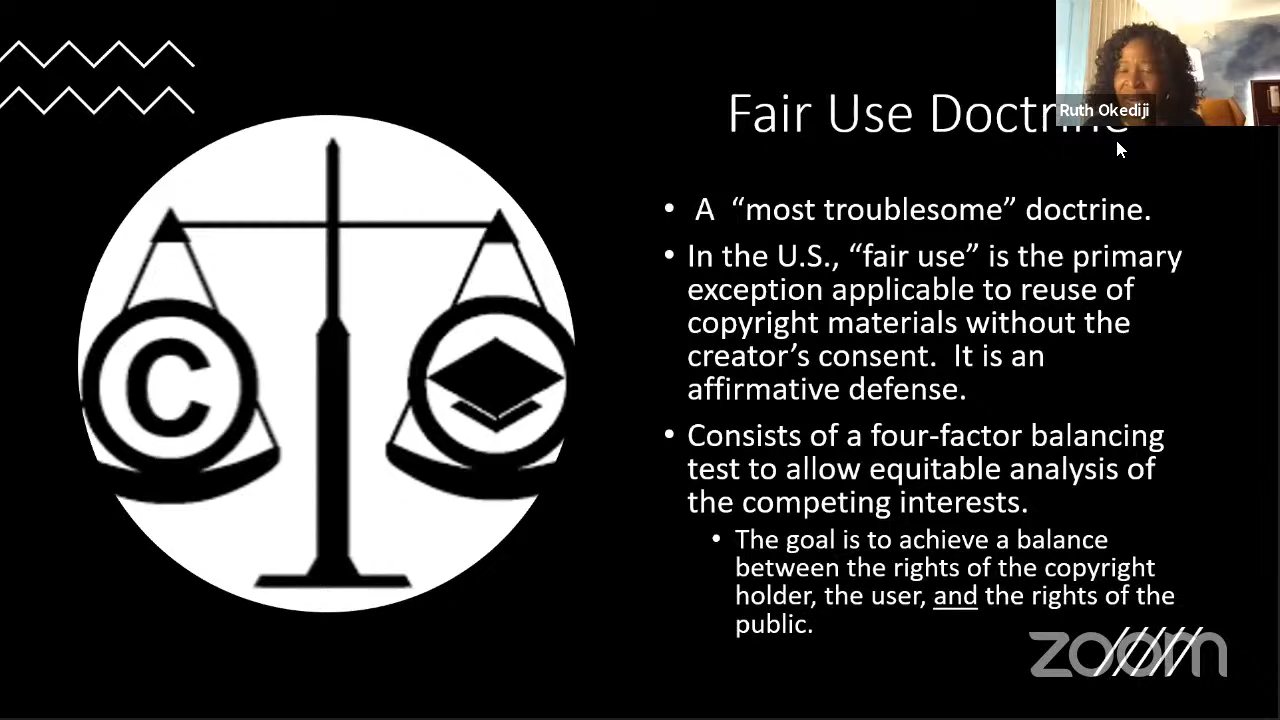 Fair Use Doctrine
Ruth Okediji
• A “most troublesome” doctrine.
• In the U.S., “fair use” is the primary
exception applicable to reuse of
copyright materials without the
creator’s consent.  It is an
affirmative defense.
• Consists of a four-factor balancing
test to allow equitable analysis of
the competing interests.
• The goal is to achieve a balance
between the rights of the copyright
holder, the user, and the rights of the
public.
C
zoom